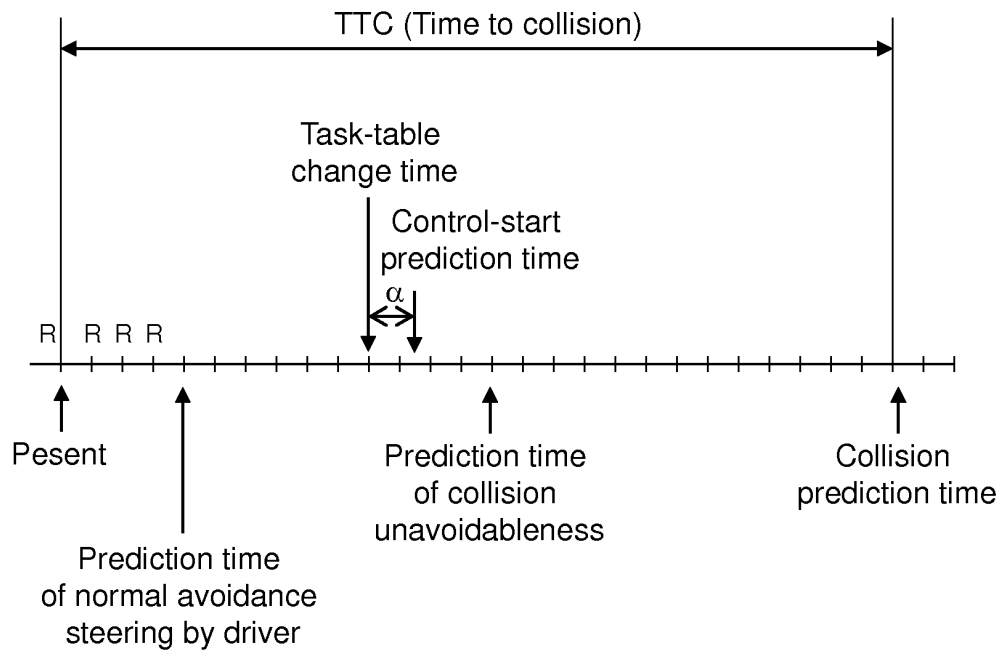 TTC (Time to collision)
Task-table
change time
Control-start
prediction time
α
R R R R
Pesent
Prediction time
of normal avoidance
steering by driver
Prediction time
of collision
unavoidableness
Collision
prediction time